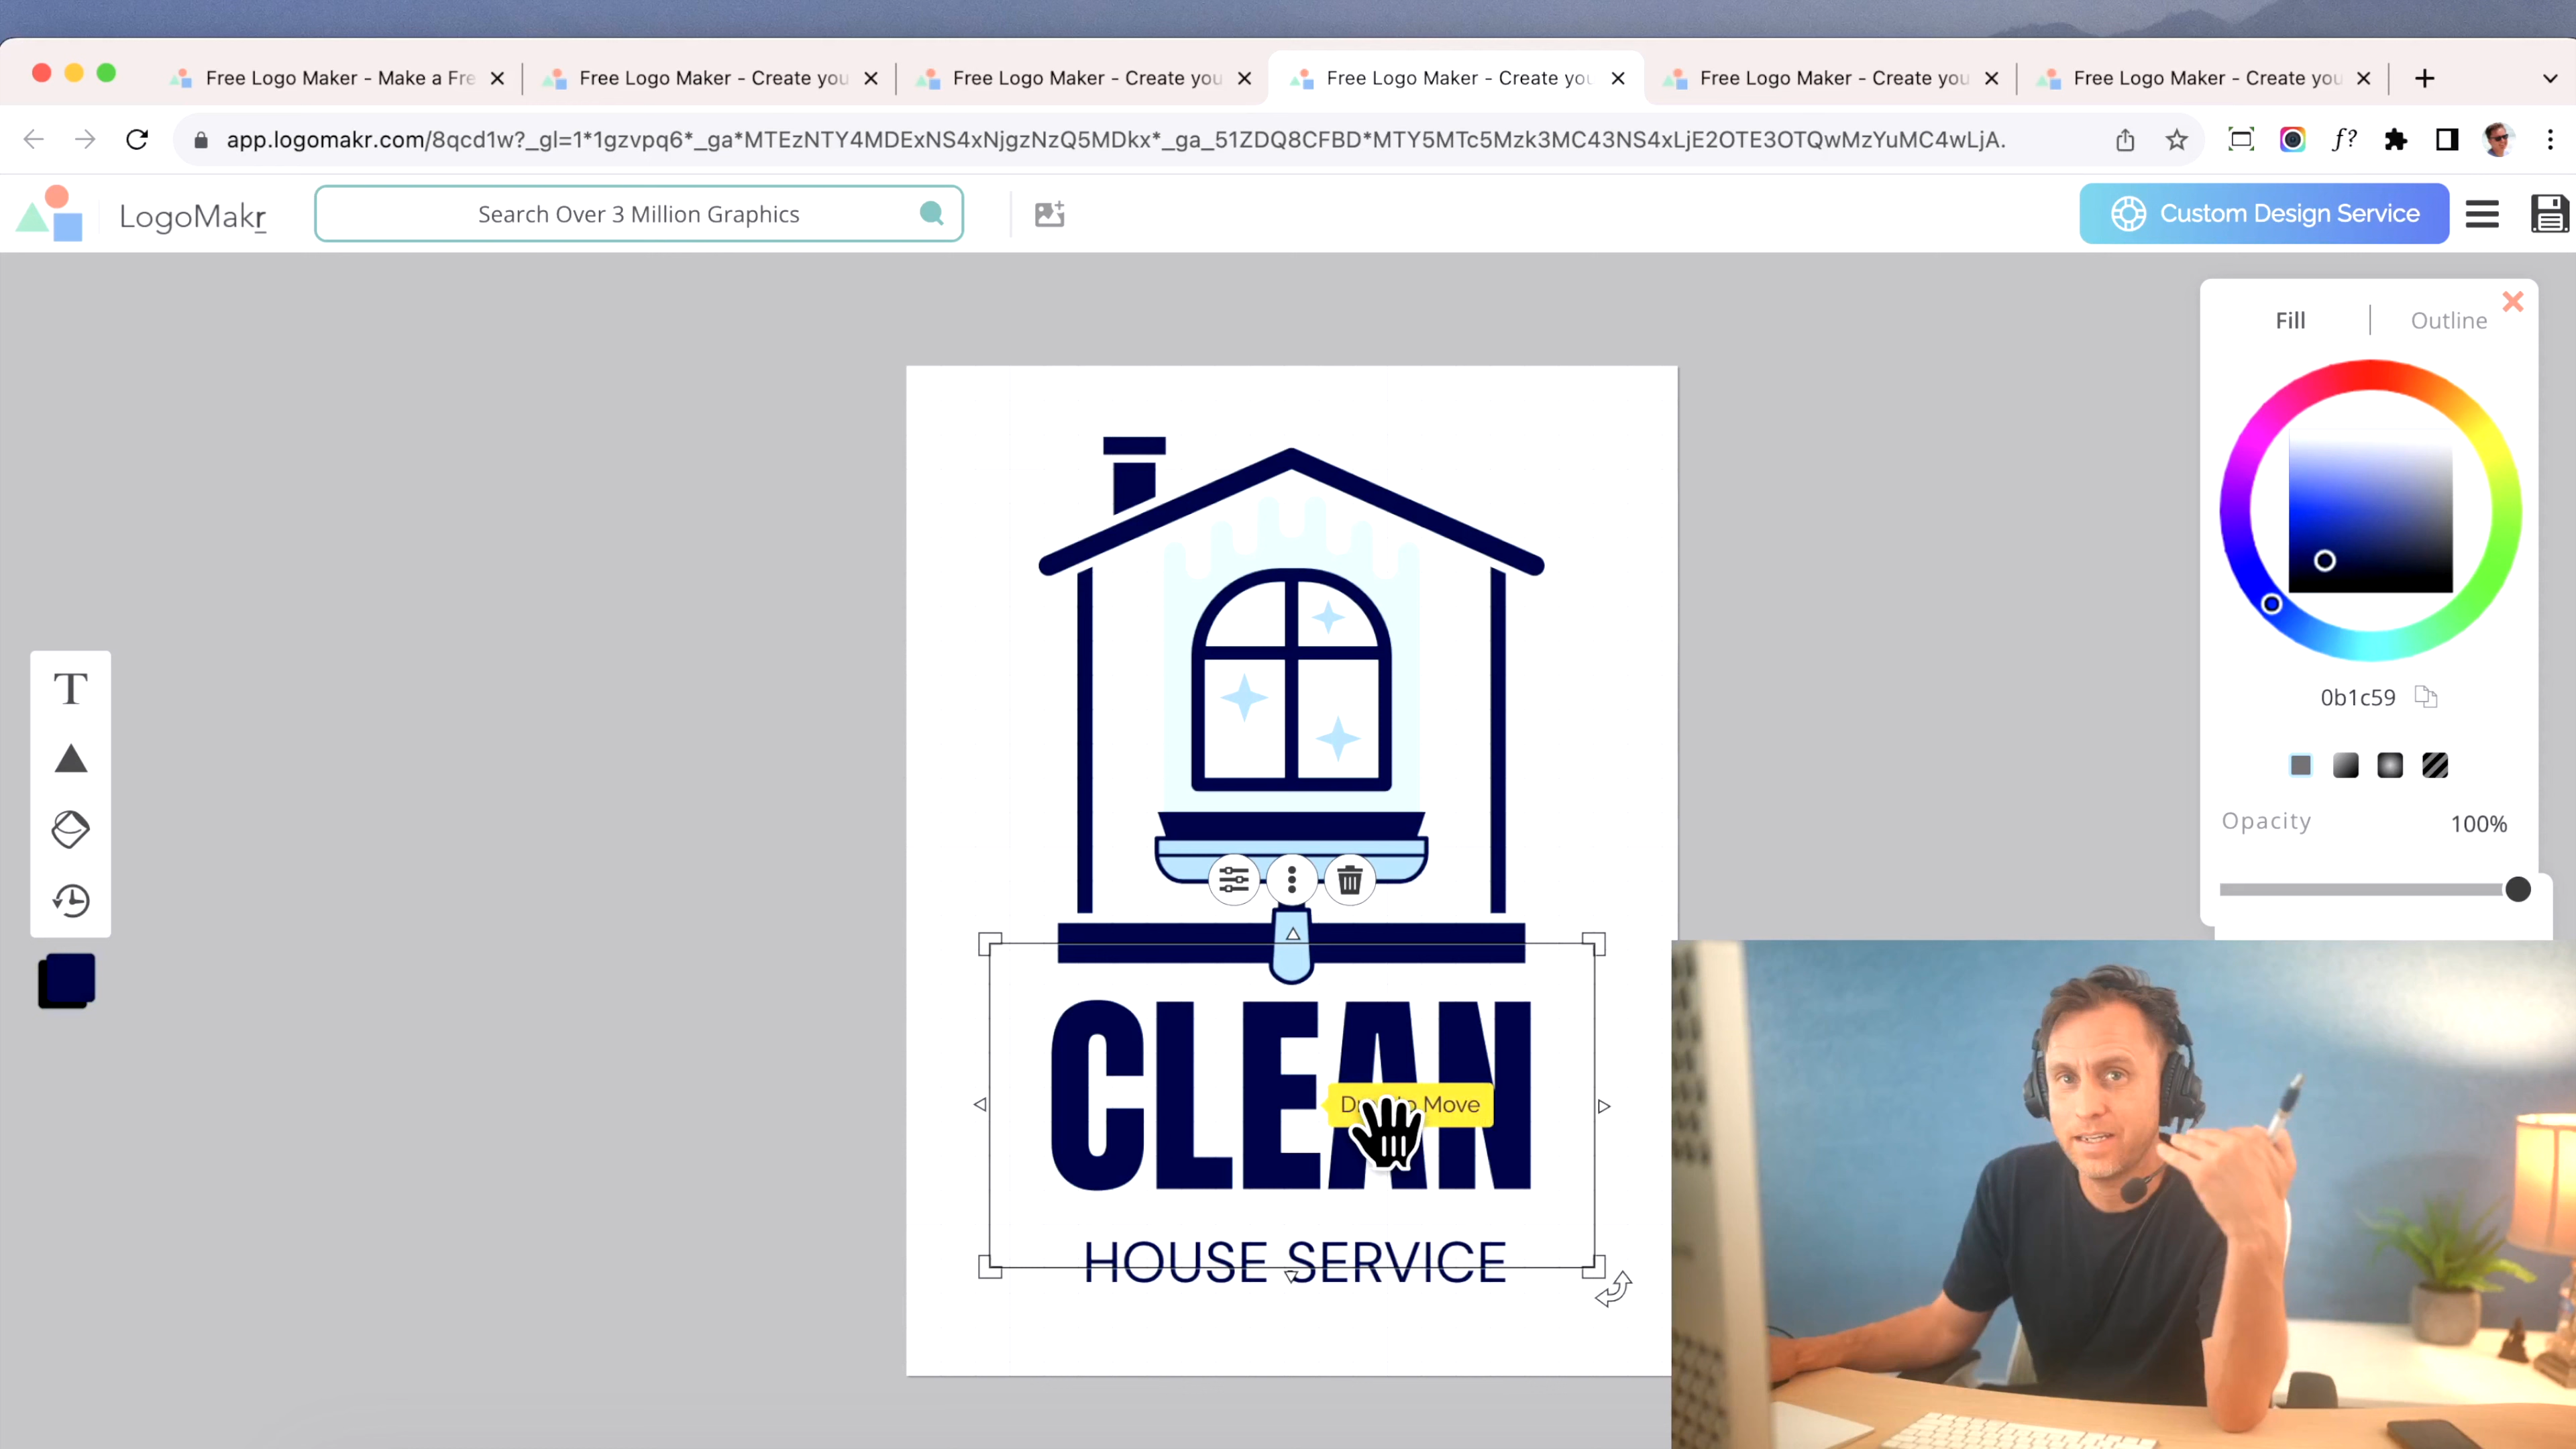 Free Logo Maker - Make a Fre
Free Logo Maker - Create you
Free Logo Maker - Create you
Free Logo Maker - Create you
Free Logo Maker - Create you
Free Logo Maker - Create you
app.logomakr.com/8qcd1w?_gl=1*1gzvpq6*_ga*MTEzNTY4MDExNS4xNjgzNzQ5MDkx*_ga_51ZDQ8CFBD*MTY5MTc5Mzk3MC43NS4xLjE2OTE3OTQwMzYuMC4wLjA.
f?
LogoMakr
Search Over 3 Million Graphics
Custom Design Service
Fill
Outline
T
0b1c59
Opacity
100%
CLEAN
Move
HOUSE SERVICE